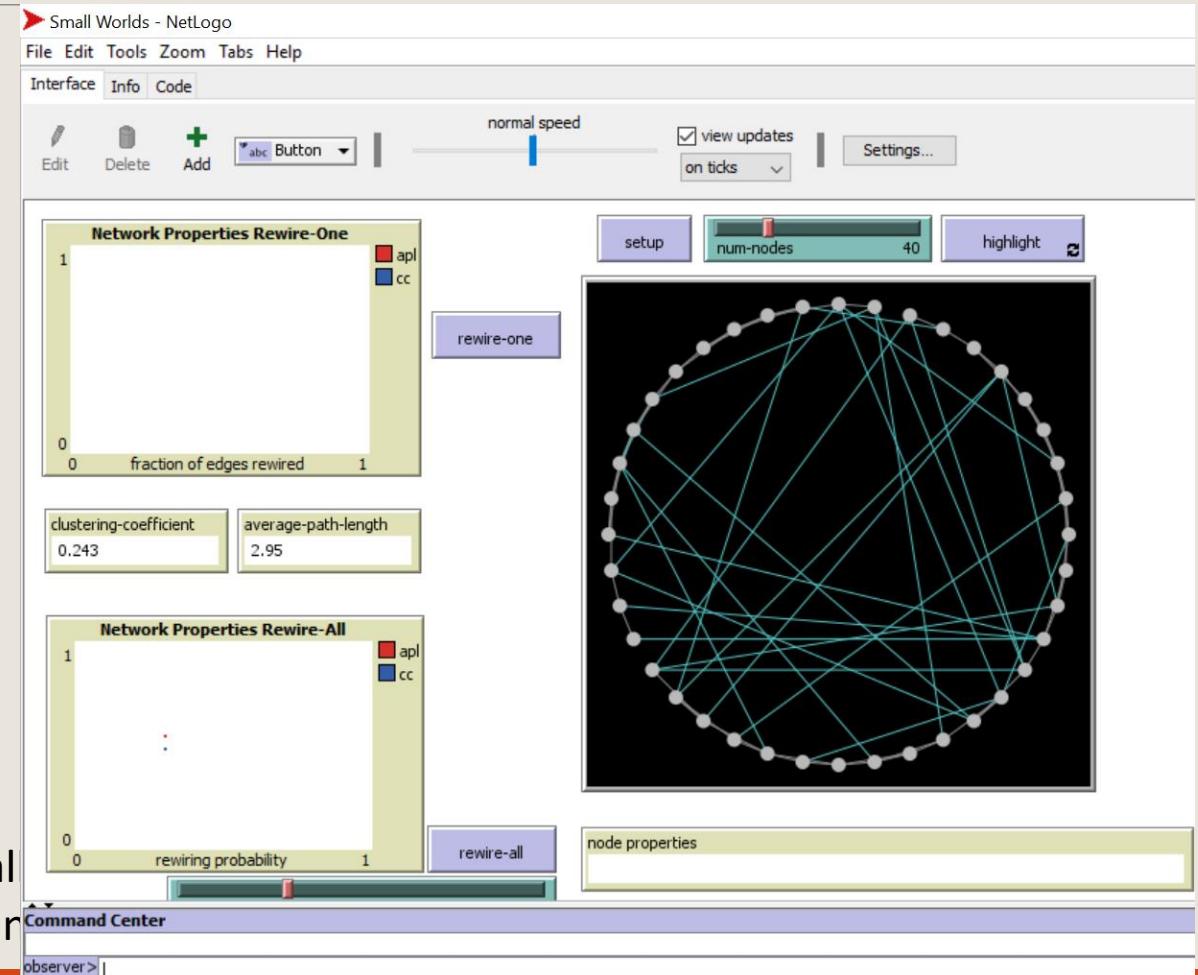 Small Worlds - NetLogo
File Edit Tools Zoom Tabs Help
Interface Info Code
Edit Delete Add abc Button
normal speed
view updates
on ticks
Settings...
Network Properties Rewire-One
1
apl
cc
0
0 fraction of edges rewired 1
rewire-one
setup
num-nodes 40
highlight
clustering-coefficient
0.243
average-path-length
2.95
Network Properties Rewire-All
1
apl
cc
0
0 rewiring probability 1
rewire-all
node properties
Command Center
observer>